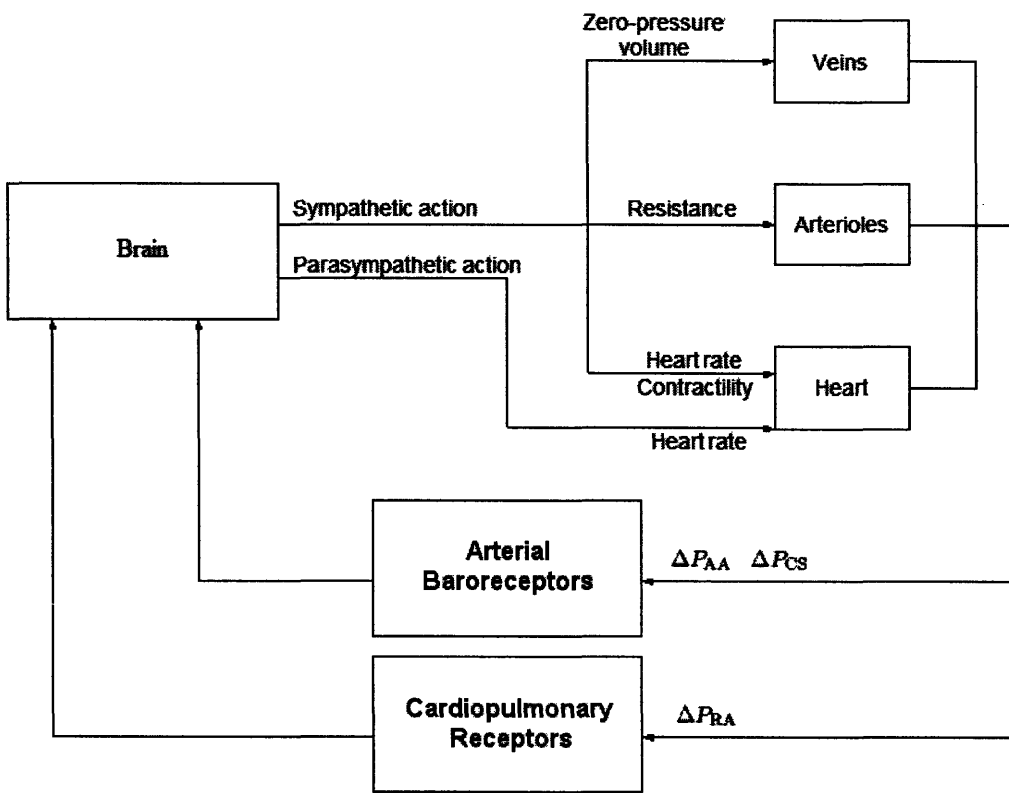 Zero-pressure
volume
Veins
Sympathetic action
Resistance
Arterioles
Brain
Parasympathetic action
Heart rate
Contractility
Heart
Heart rate
Arterial
Baroreceptors
ΔP_AA ΔP_CS
Cardiopulmonary
Receptors
ΔP_RA